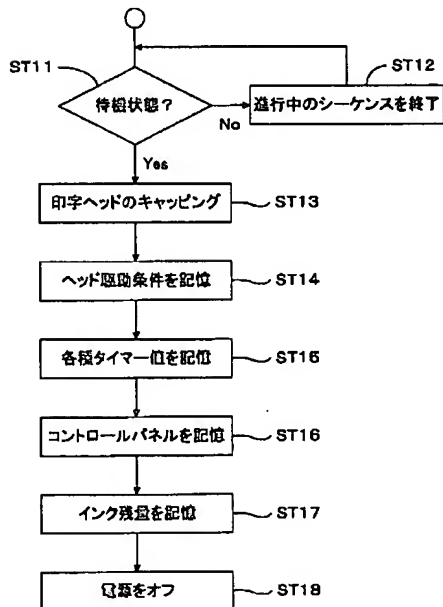 ST11
待機状態?
No
ST12
進行中のシーケンスを終了
Yes
印字ヘッドのキャッピング
ST13
ヘッド駆動条件を記憶
ST14
各種タイマー値を記憶
ST15
コントロールパネルを記憶
ST16
インク残量を記憶
ST17
電源をオフ
ST18